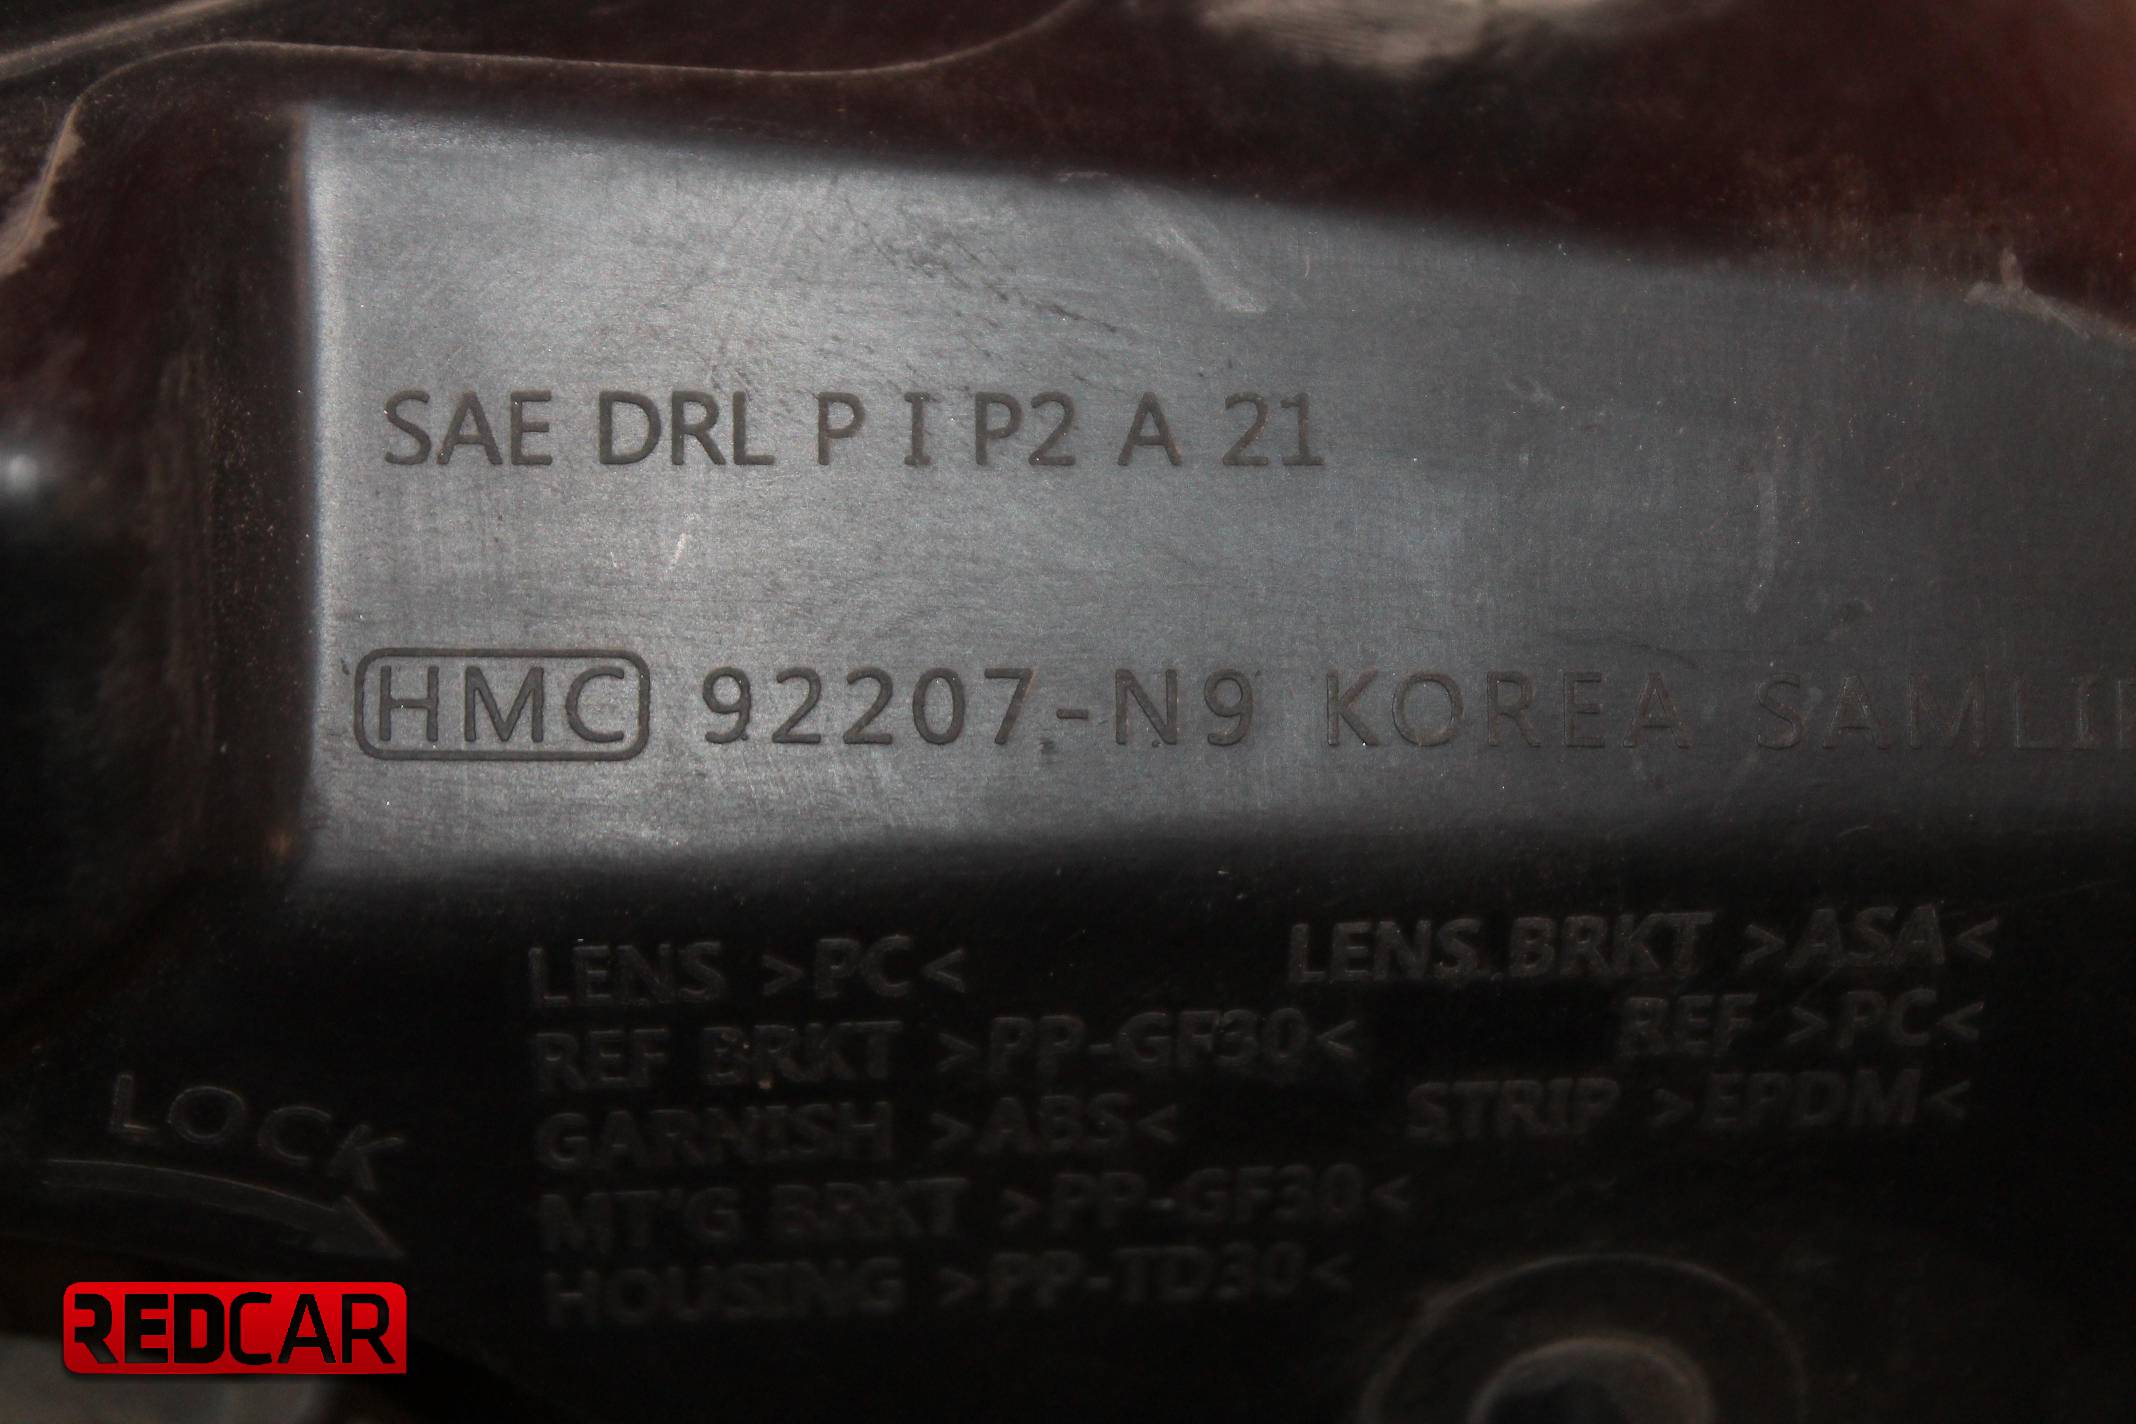 SAE DRL P I P2 A 21
HMC 92207-N9 KOREA
LENS >PC< LENS BRKT >ASA<
REF BRKT >PP-GF30< REF >PC<
GARNISH >ABS< STRIP >EPDM<
MT'G BRKT >PP-GF30<
HOUSING >PP-TD30<
LOCK
REDCAR